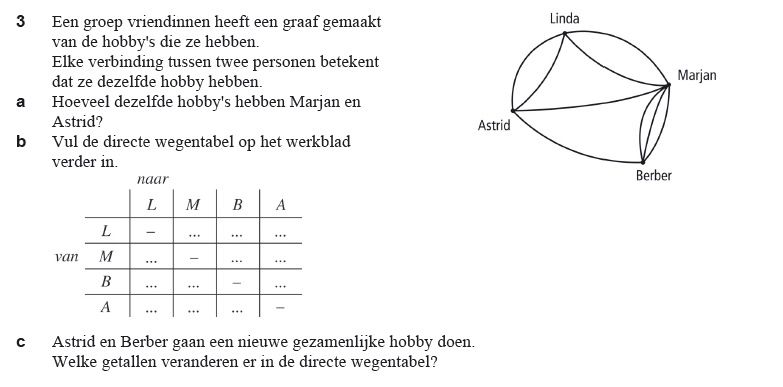 3 Een groep vriendinnen heeft een graaf gemaakt
van de hobby's die ze hebben.
Elke verbinding tussen twee personen betekent
dat ze dezelfde hobby hebben.
a Hoeveel dezelfde hobby's hebben Marjan en
Astrid?
b Vul de directe wegentabel op het werkblad
verder in.
Linda
Marjan
Astrid
Berber
naar
L M B A
L – ... ... ...
van M ... – ... ...
B ... ... – ...
A ... ... ... –
c Astrid en Berber gaan een nieuwe gezamenlijke hobby doen.
Welke getallen veranderen er in de directe wegentabel?